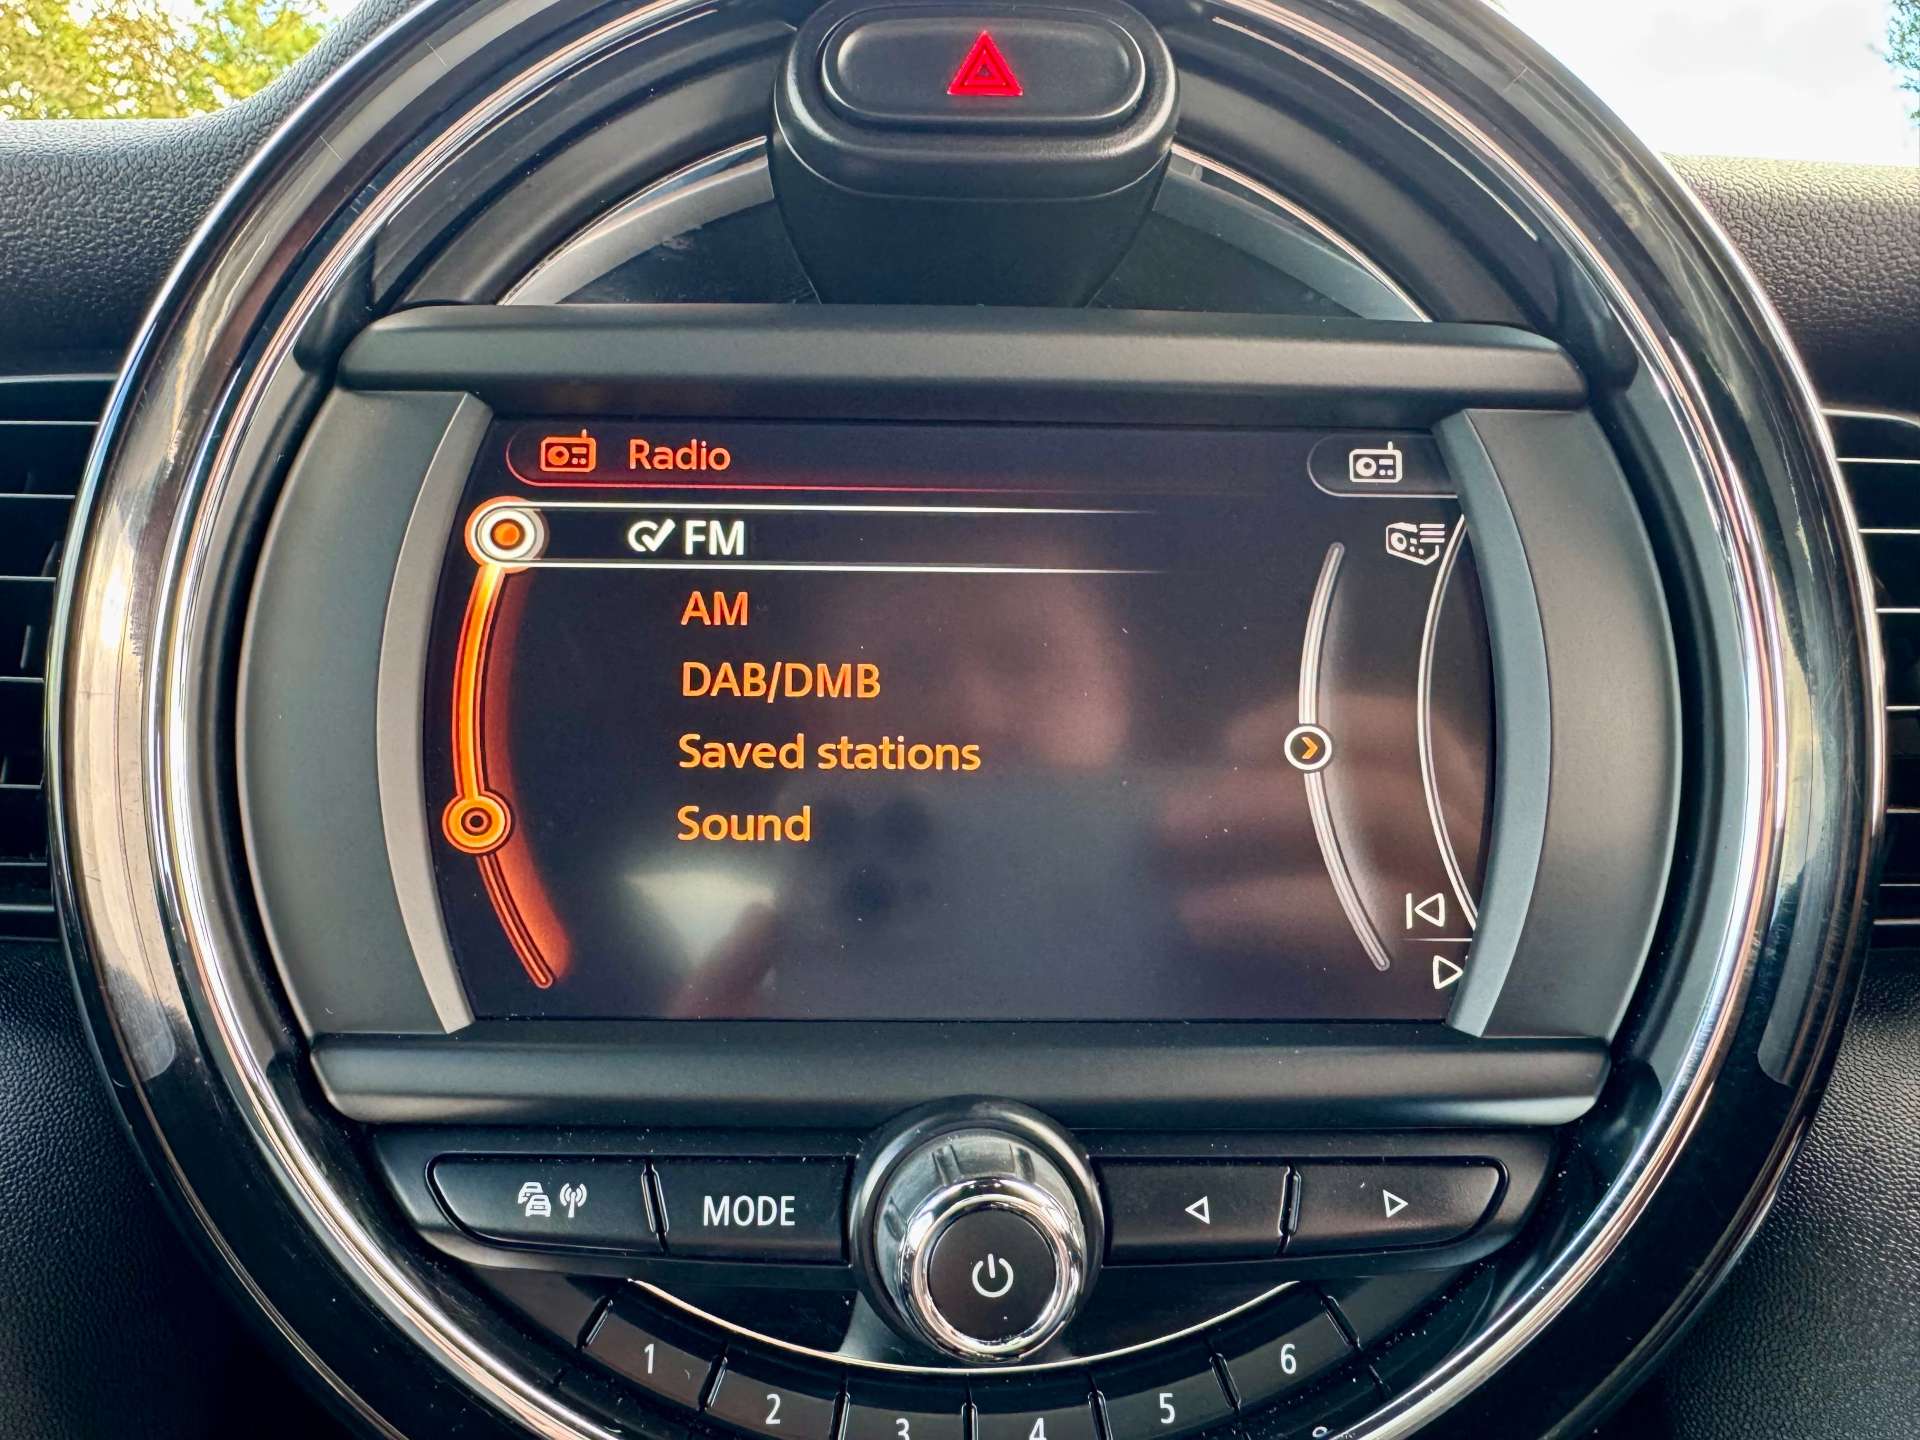 Radio
FM
AM
DAB/DMB
Saved stations
Sound
MODE
1
2
3
4
5
6